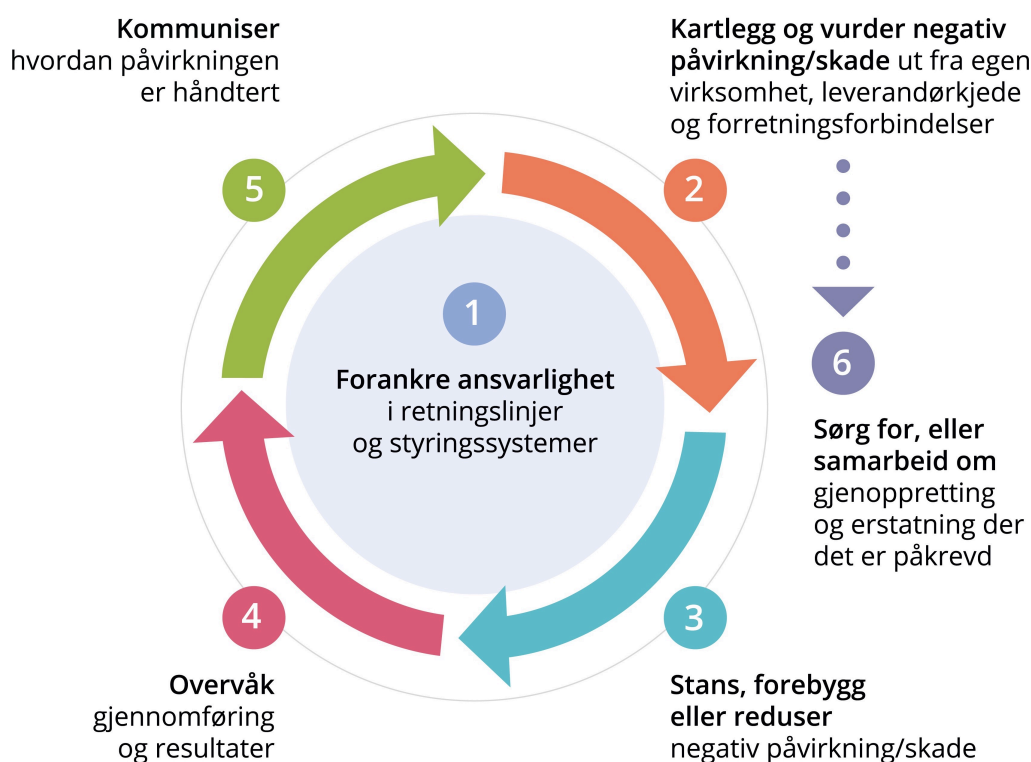 Kommuniser
hvordan påvirkningen
er håndtert
5
Kartlegg og vurder negativ
påvirkning/skade ut fra egen
virksomhet, leverandørkjede
og forretningsforbindelser
2
1
Forankre ansvarlighet
i retningslinjer
og styringssystemer
6
Sørg for, eller
samarbeid om
gjenoppretting
og erstatning der
det er påkrevd
4
Overvåk
gjennomføring
og resultater
3
Stans, forebygg
eller reduser
negativ påvirkning/skade